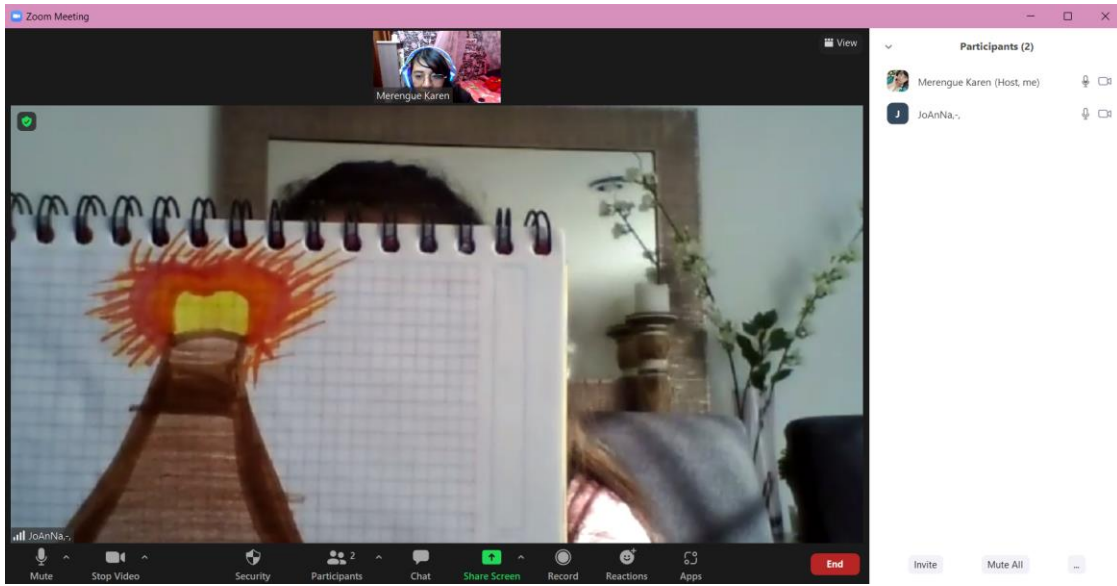 Zoom Meeting
View
Merengue Karen
Participants (2)
Merengue Karen (Host, me)
J
JoAnNa,-,
JoAnNa,-,
Mute
Stop Video
Security
2
Participants
Chat
Share Screen
Record
Reactions
Apps
End
Invite
Mute All
...